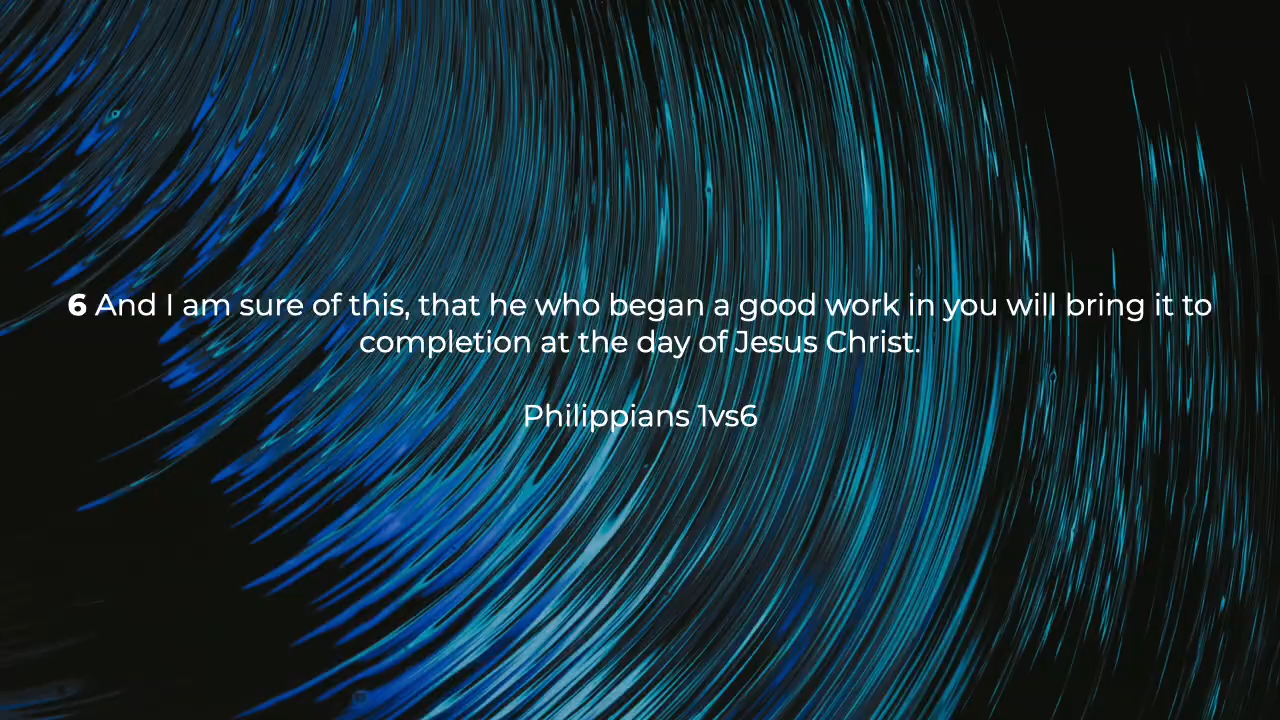 6 And I am sure of this, that he who began a good work in you will bring it to
completion at the day of Jesus Christ.
Philippians 1vs6